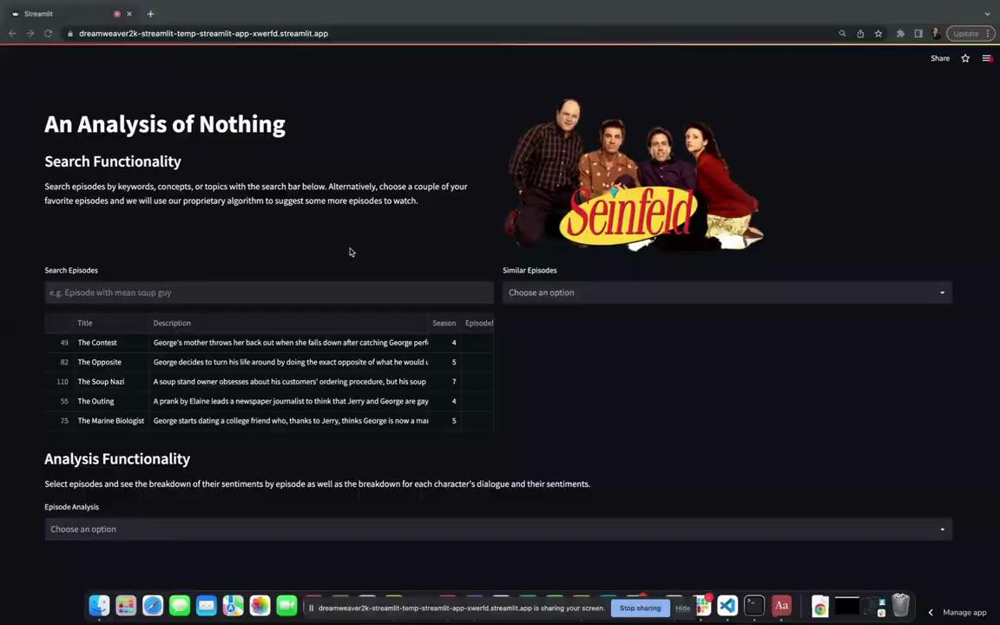 Streamlit
dreamweaver2k-streamlit-temp-streamlit-app-xwerfd.streamlit.app
Update
Share
An Analysis of Nothing
Search Functionality
Search episodes by keywords, concepts, or topics with the search bar below. Alternatively, choose a couple of your
favorite episodes and we will use our proprietary algorithm to suggest some more episodes to watch.
Seinfeld
Search Episodes
e.g. Episode with mean soup guy
Similar Episodes
Choose an option
Title Description Season Episode
49 The Contest George's mother throws her back out when she falls down after catching George perf
4
82 The Opposite George decides to turn his life around by doing the exact opposite of what he would
5
110 The Soup Nazi A soup stand owner obsesses about his customers' ordering procedure, but his soup
7
55 The Outing A prank by Elaine leads a newspaper journalist to think that Jerry and George are gay
4
75 The Marine Biologist George starts dating a college friend who, thanks to Jerry, thinks George is now a mar
5
Analysis Functionality
Select episodes and see the breakdown of their sentiments by episode as well as the breakdown for each character's dialogue and their sentiments.
Episode Analysis
Choose an option
dreamweaver2k-streamlit-temp-streamlit-app-xwerfd.streamlit.app is sharing your screen.
Stop sharing
Hide
Aa
Manage app